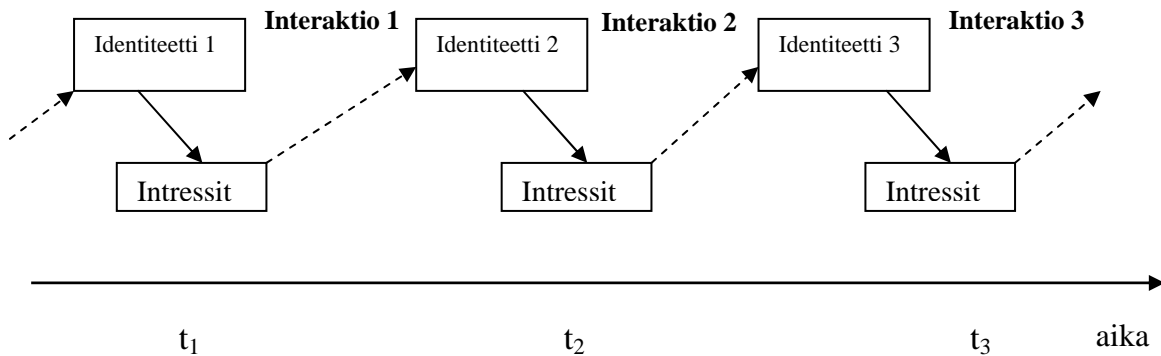 Identiteetti 1
Interaktio 1
Identiteetti 2
Interaktio 2
Identiteetti 3
Interaktio 3
Intressit
Intressit
Intressit
t₁
t₂
t₃
aika